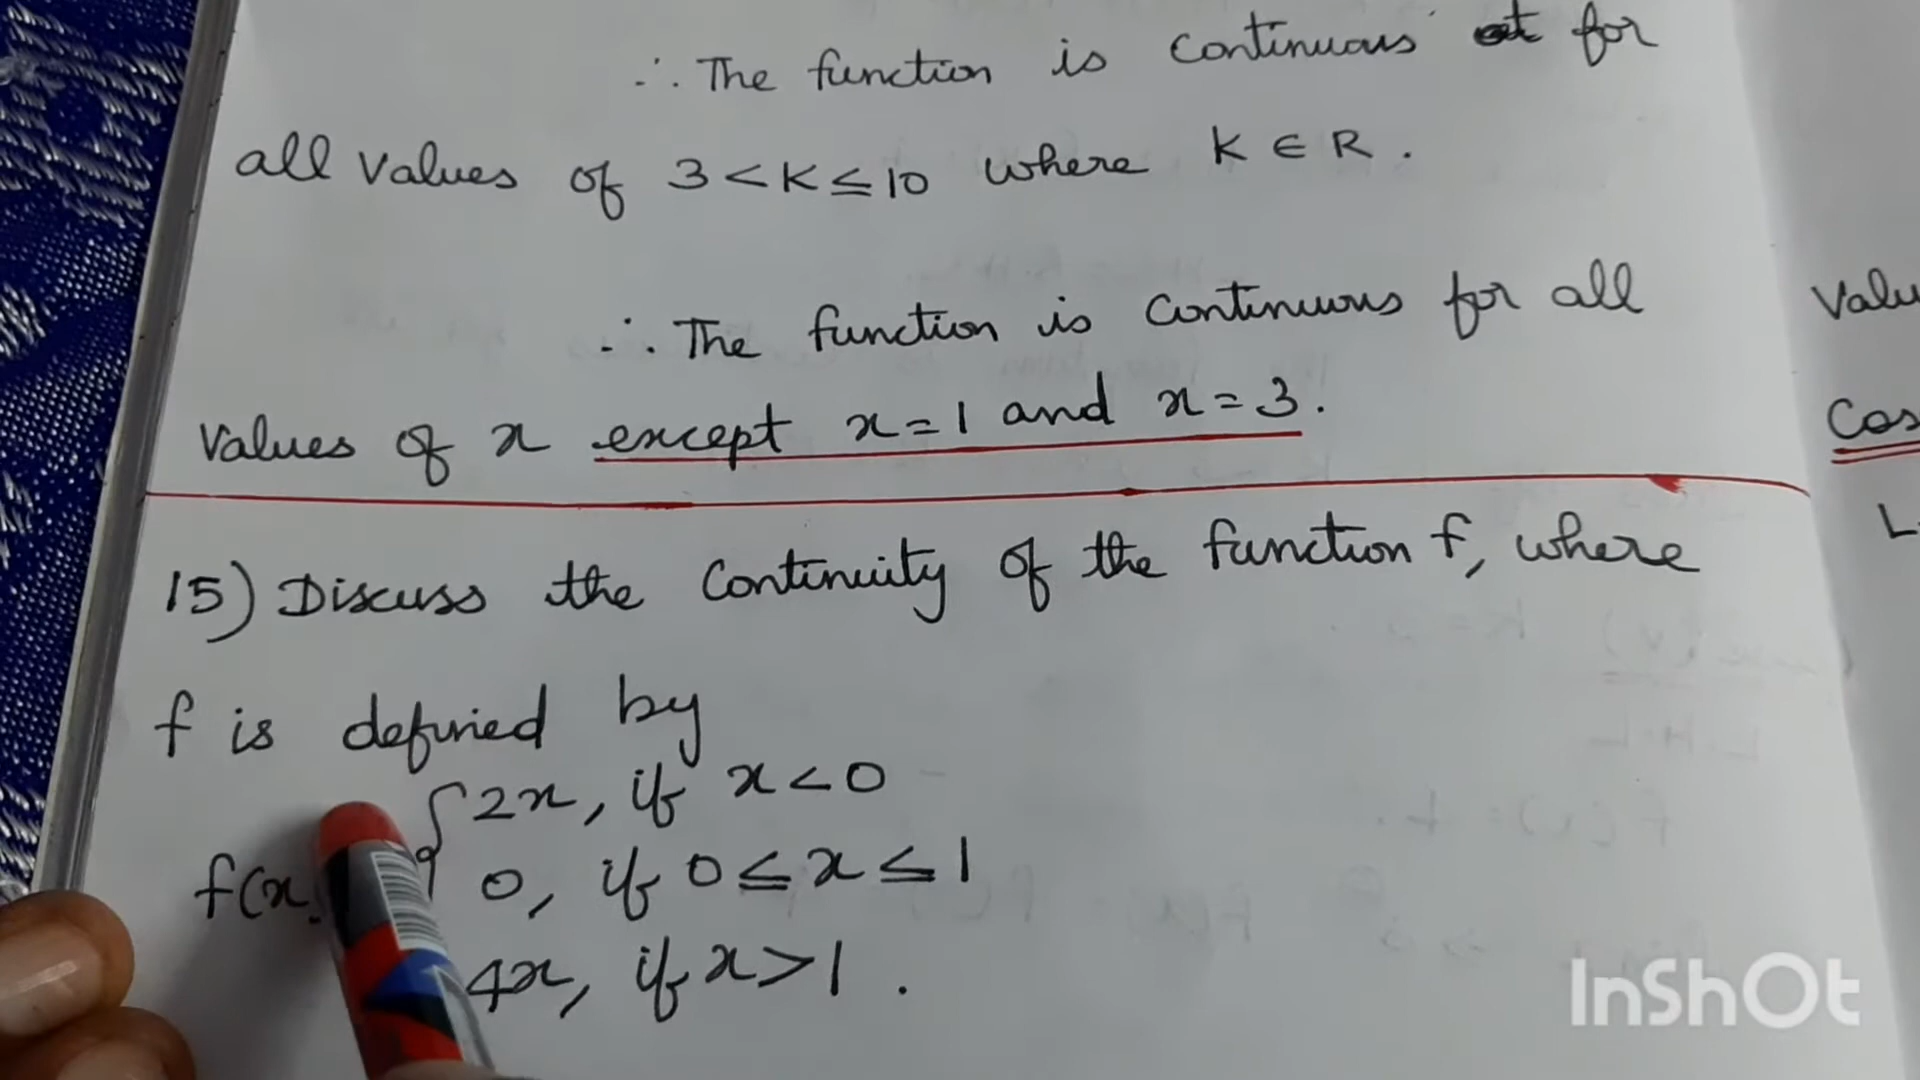 ∴ The function is continuous at for
all values of 3 < K ≤ 10 where K ∈ R.
∴ The function is continuous for all
values of x except x = 1 and x = 3.
15) Discuss the continuity of the function f, where
f is defined by
2x, if x < 0
f(x 0, if 0 ≤ x ≤ 1
4x, if x > 1.
Valu
Cas
L.
InShOt